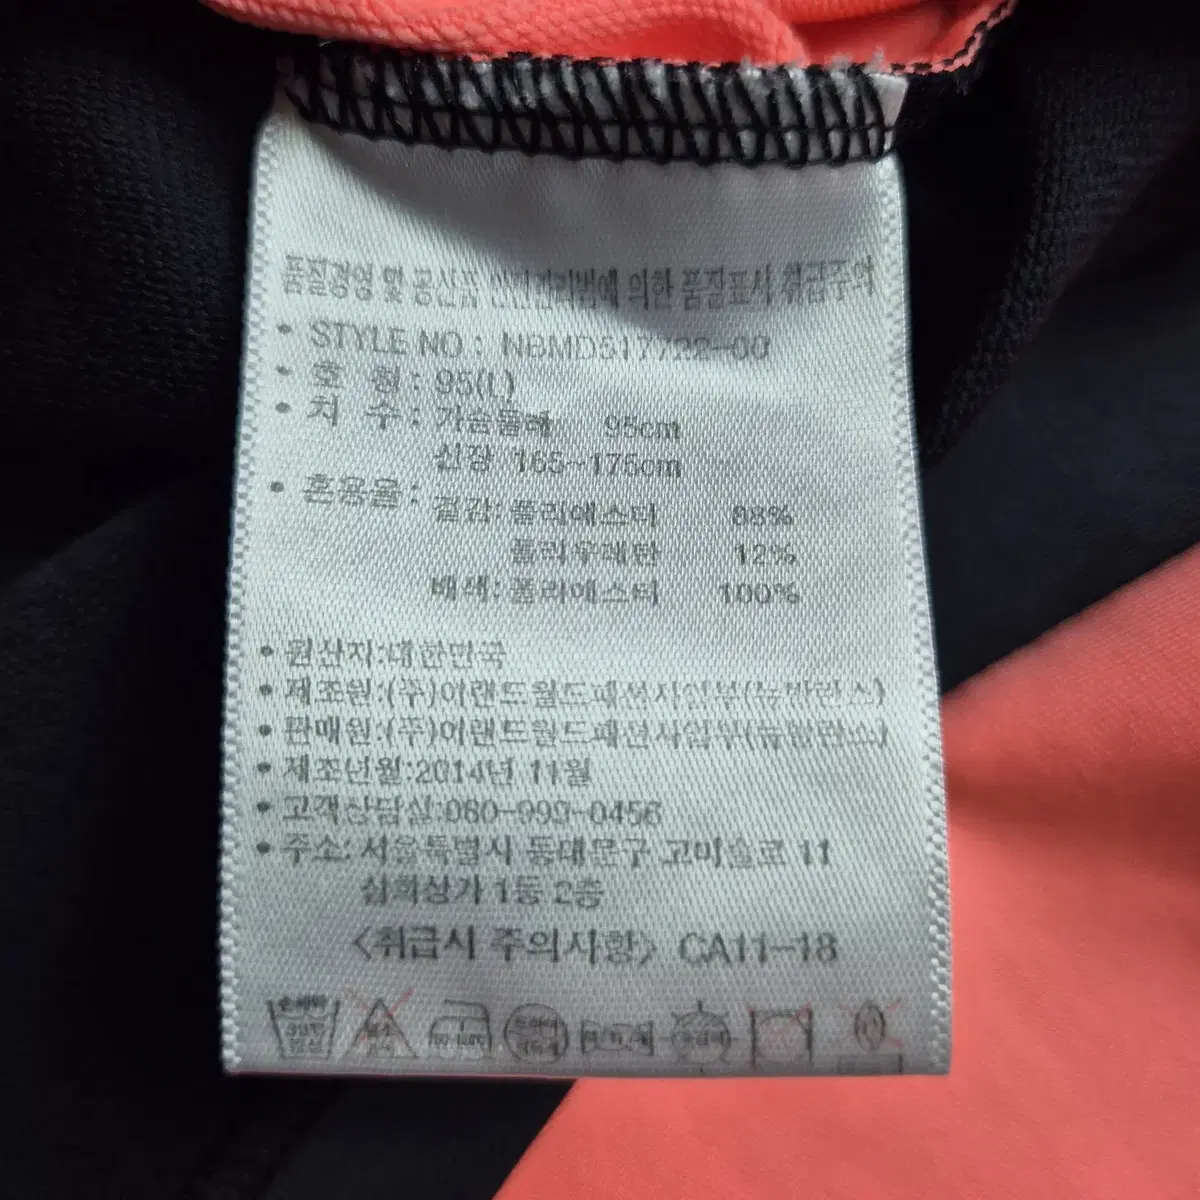 품질경영 및 공산품 안전관리법에 의한 품질표시 취급주의
• STYLE NO : NBMD517722-00
• 호 칭 : 95(L)
• 치 수 : 가슴둘레 95cm
신장 165~175cm
• 혼용율 : 겉감: 폴리에스터 88%
폴리우레탄 12%
배색: 폴리에스터 100%
• 원산지:대한민국
• 제조원:(주)이랜드월드패션사업부(뉴발란스)
• 판매원:(주)이랜드월드패션사업부(뉴발란스)
• 제조년월:2014년 11월
• 고객상담실:080-999-0456
• 주소: 서울특별시 동대문구 고미술로 11
삼희상가 1동 2층
<취급시 주의사항> CA11-18